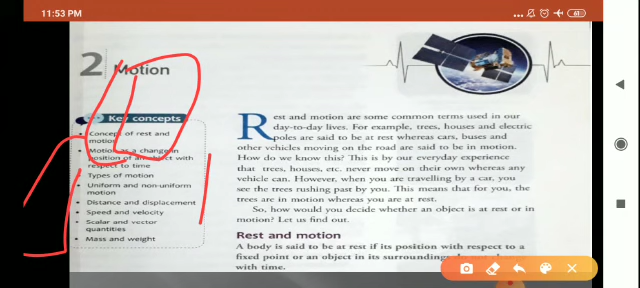 11:53 PM
61
2 Motion
Key concepts
• Concept of rest and
motion
• Motion as a change in
position of an object with
respect to time
Types of motion
• Uniform and non-uniform
motion
• Distance and displacement
• Speed and velocity
• Scalar and vector
quantities
• Mass and weight
Rest and motion are some common terms used in our
day-to-day lives. For example, trees, houses and electric
poles are said to be at rest whereas cars, buses and
other vehicles moving on the road are said to be in motion.
How do we know this? This is by our everyday experience
that trees, houses, etc. never move on their own whereas any
vehicle can. However, when you are travelling by a car, you
see the trees rushing past by you. This means that for you, the
trees are in motion whereas you are at rest.
So, how would you decide whether an object is at rest or in
motion? Let us find out.
Rest and motion
A body is said to be at rest if its position with respect to a
fixed point or an object in its surroundings
with time.